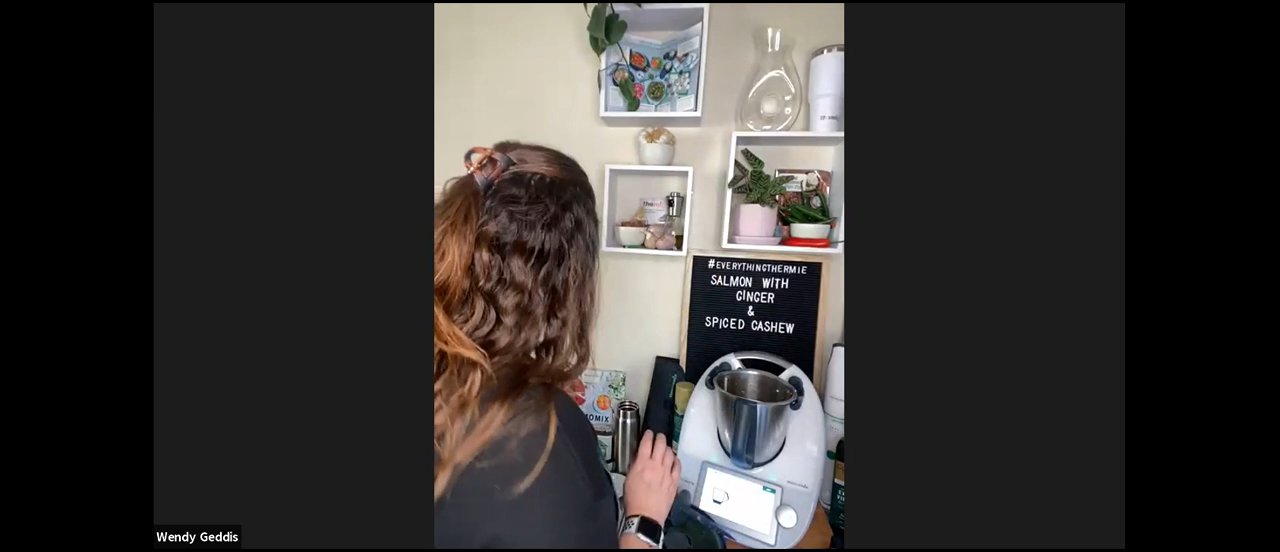 #EVERYTHINGTHERMIE
SALMON WITH
GINGER
&
SPICED CASHEW
Wendy Geddis